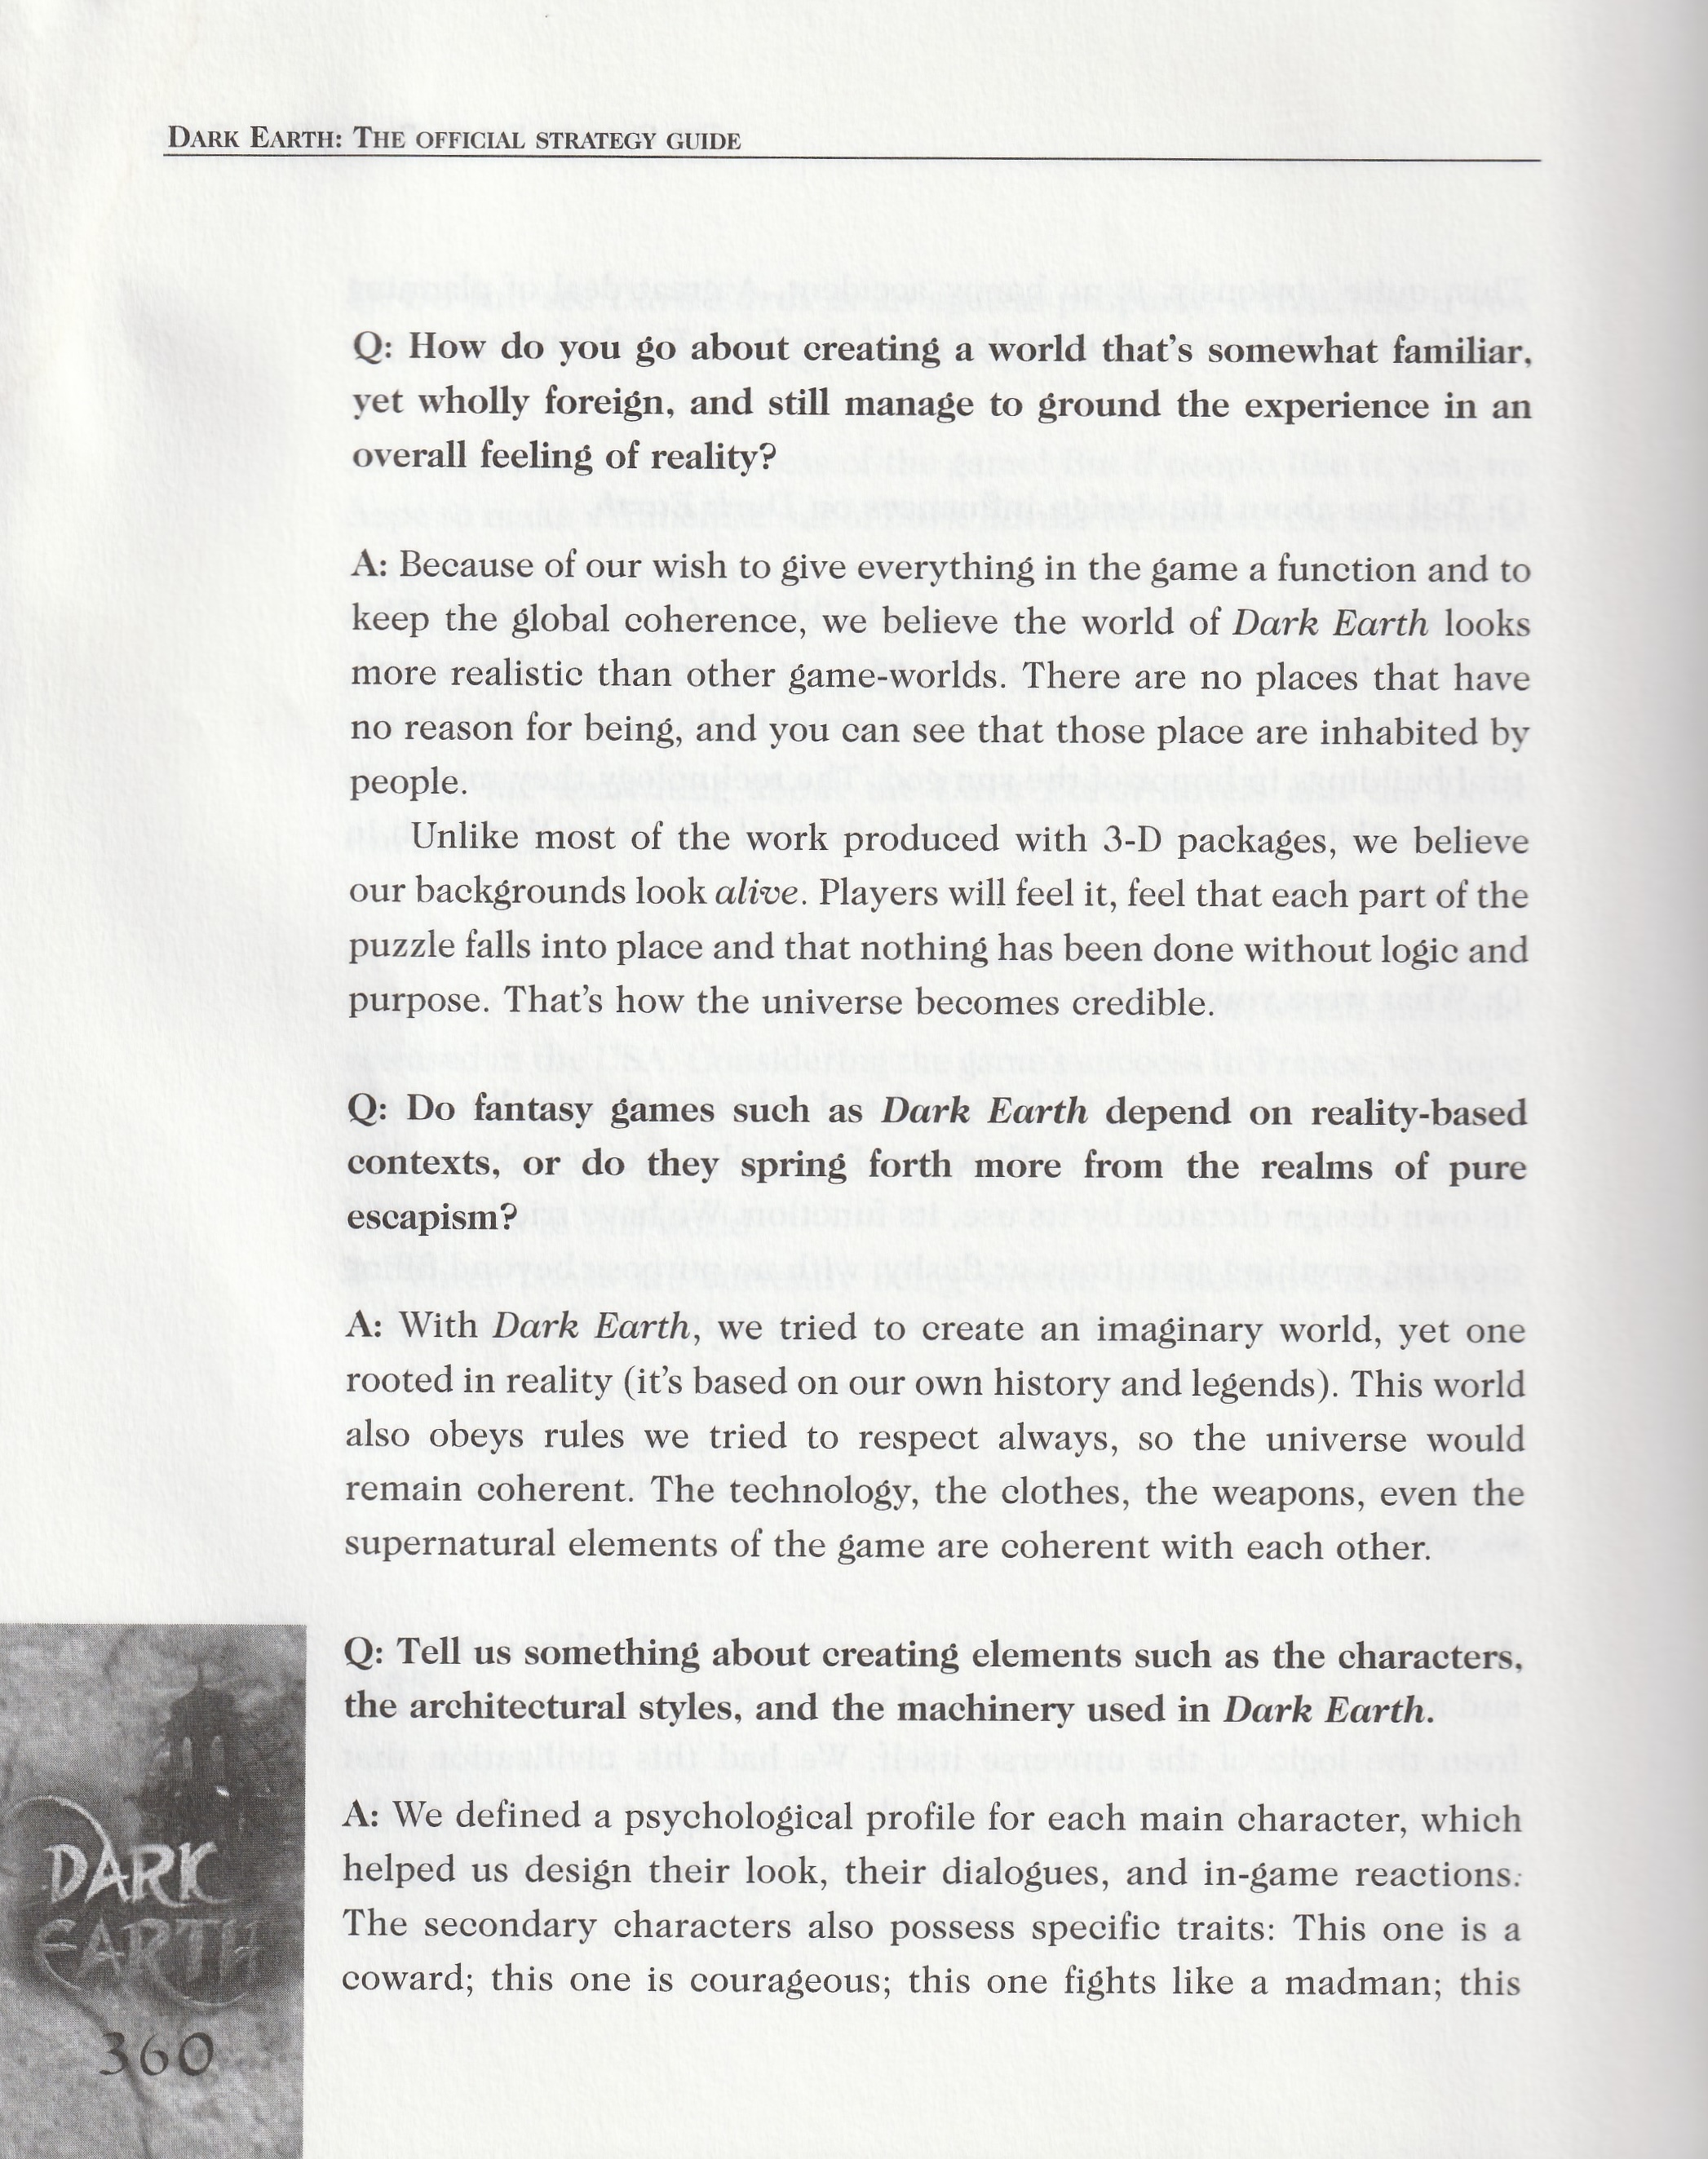 DARK EARTH: THE OFFICIAL STRATEGY GUIDE
Q: How do you go about creating a world that's somewhat familiar,
yet wholly foreign, and still manage to ground the experience in an
overall feeling of reality?
A: Because of our wish to give everything in the game a function and to
keep the global coherence, we believe the world of Dark Earth looks
more realistic than other game-worlds. There are no places that have
no reason for being, and you can see that those place are inhabited by
people.
Unlike most of the work produced with 3-D packages, we believe
our backgrounds look alive. Players will feel it, feel that each part of the
puzzle falls into place and that nothing has been done without logic and
purpose. That's how the universe becomes credible.
Q: Do fantasy games such as Dark Earth depend on reality-based
contexts, or do they spring forth more from the realms of pure
escapism?
A: With Dark Earth, we tried to create an imaginary world, yet one
rooted in reality (it's based on our own history and legends). This world
also obeys rules we tried to respect always, so the universe would
remain coherent. The technology, the clothes, the weapons, even the
supernatural elements of the game are coherent with each other.
Q: Tell us something about creating elements such as the characters,
the architectural styles, and the machinery used in Dark Earth.
A: We defined a psychological profile for each main character, which
helped us design their look, their dialogues, and in-game reactions.
The secondary characters also possess specific traits: This one is a
coward; this one is courageous; this one fights like a madman; this
DARK
EARTH
360